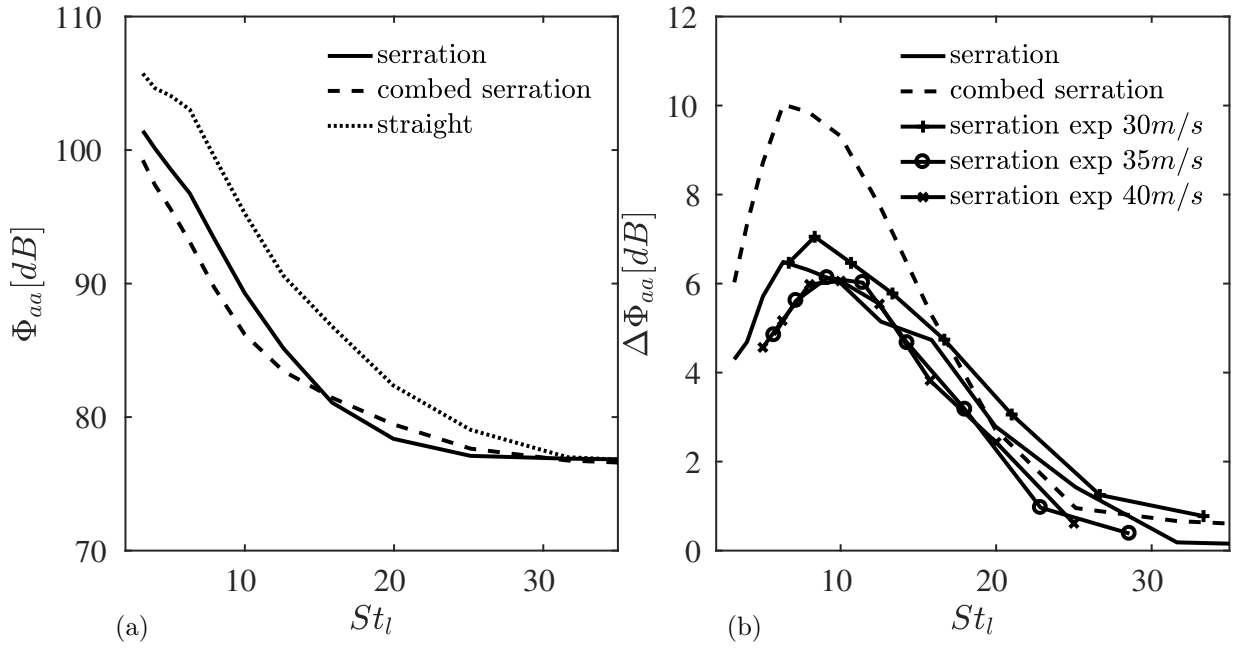 110
100
90
80
70
10
20
30
Φaa[dB]
St_l
serration
combed serration
straight
(a)
12
10
8
6
4
2
0
10
20
30
ΔΦaa[dB]
St_l
serration
combed serration
serration exp 30m/s
serration exp 35m/s
serration exp 40m/s
(b)